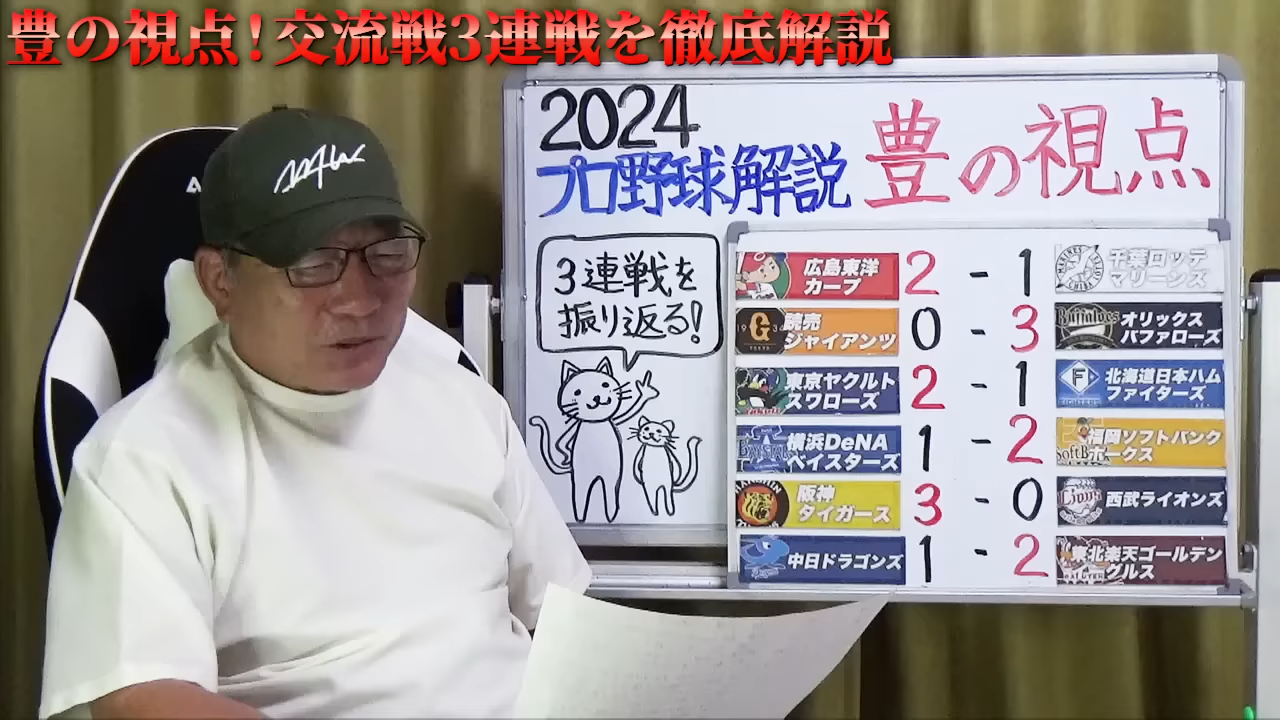 豊の視点!交流戦3連戦を徹底解説
2024
プロ野球解説 豊の視点
3連戦を
振り返る!
広島東洋
カープ
2 - 1
千葉ロッテ
マリーンズ
読売
ジャイアンツ
0 - 3
Buffaloes
オリックス
バファローズ
東京ヤクルト
スワローズ
2 - 1
北海道日本ハム
ファイターズ
横浜DeNA
ベイスターズ
1 - 2
福岡ソフトバンク
ホークス
阪神
タイガース
3 - 0
西武ライオンズ
中日ドラゴンズ
1 - 2
東北楽天ゴールデン
グルス